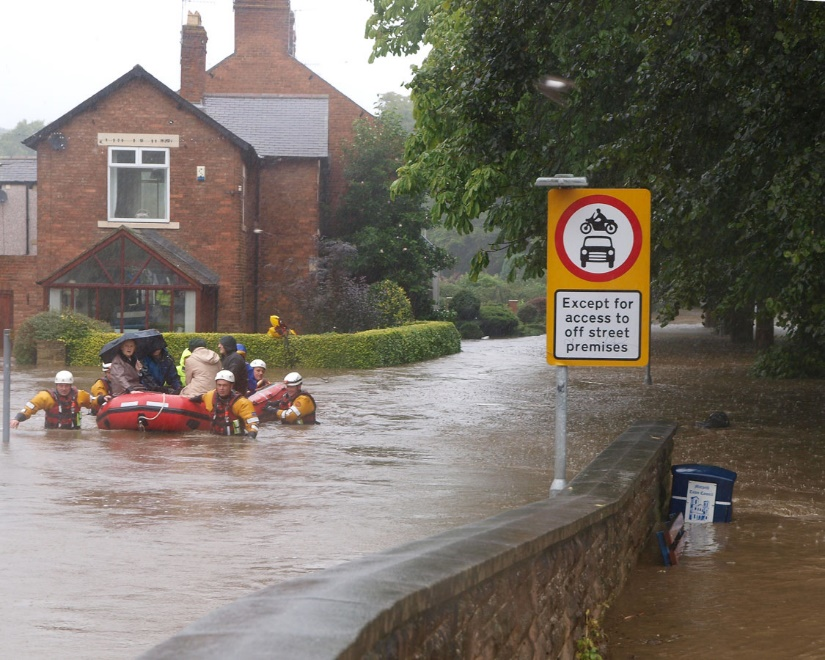 Except for
access to
off street
premises